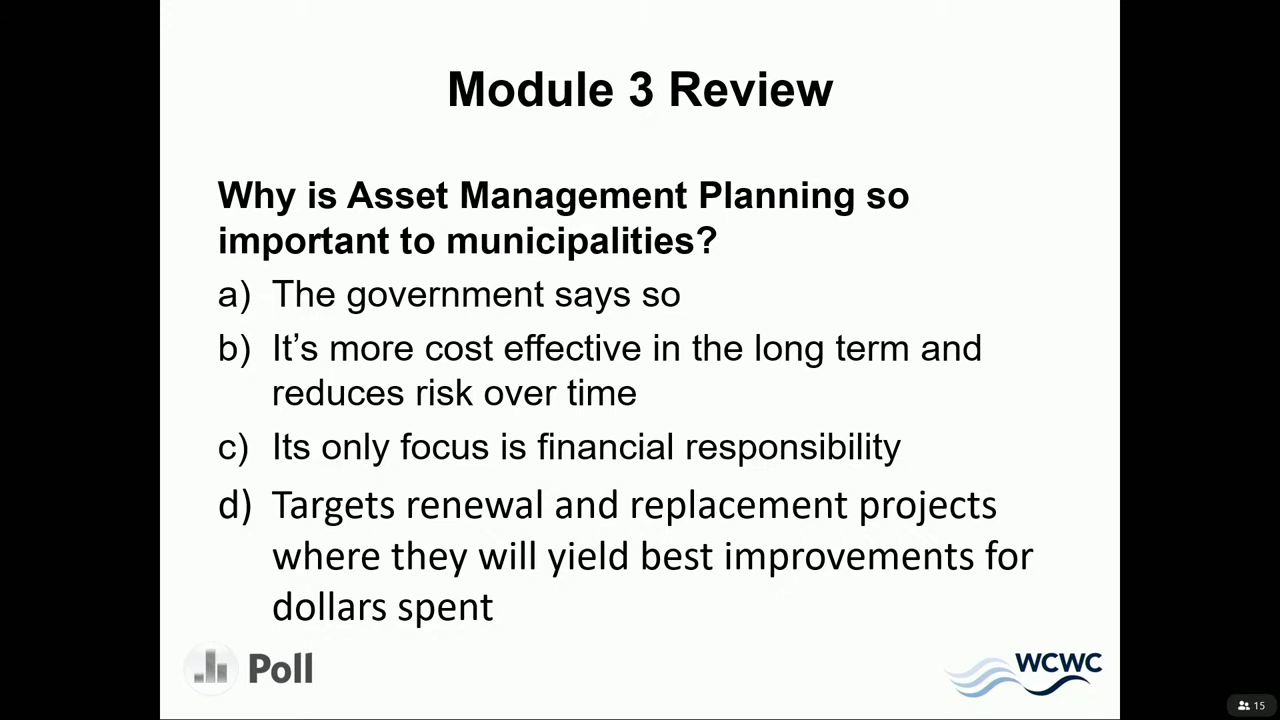 Module 3 Review
Why is Asset Management Planning so
important to municipalities?
a) The government says so
b) It’s more cost effective in the long term and
reduces risk over time
c) Its only focus is financial responsibility
d) Targets renewal and replacement projects
where they will yield best improvements for
dollars spent
Poll
WCWC
15